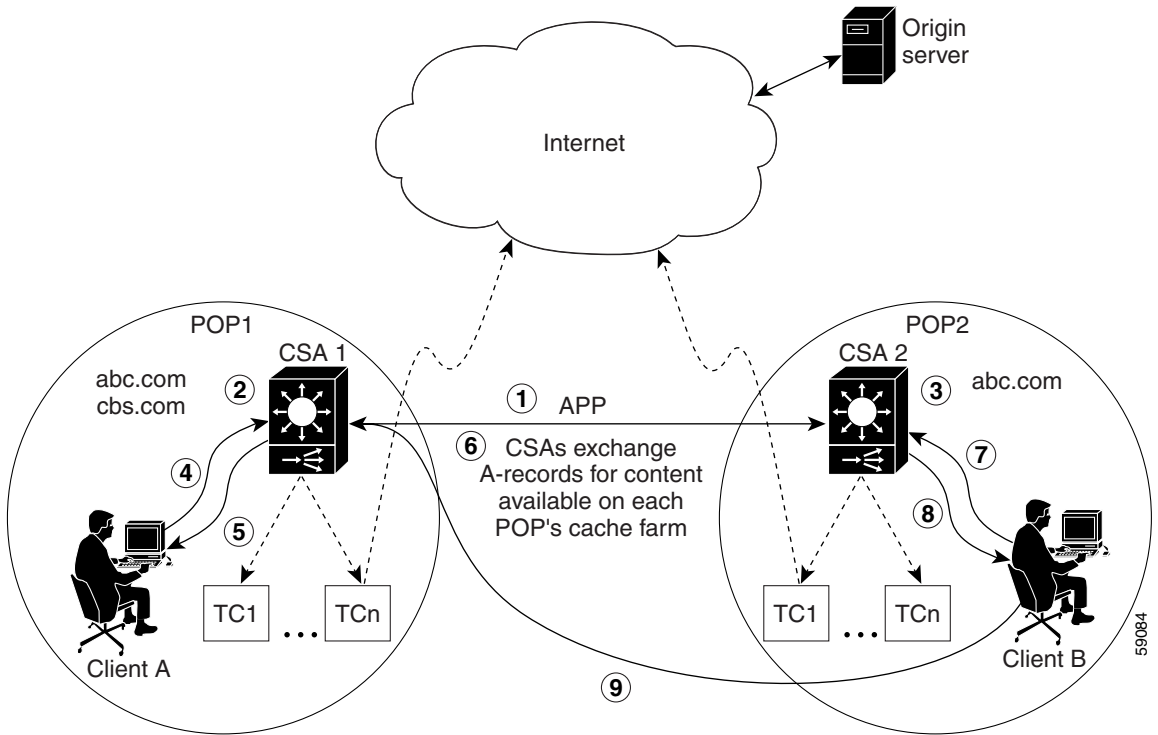 Origin
server
Internet
POP1
POP2
CSA 1
CSA 2
abc.com
cbs.com
2
1
APP
3
abc.com
6
CSAs exchange
A-records for content
available on each
POP's cache farm
4
5
7
8
TC1
...
TCn
TC1
...
TCn
Client A
Client B
9
59084